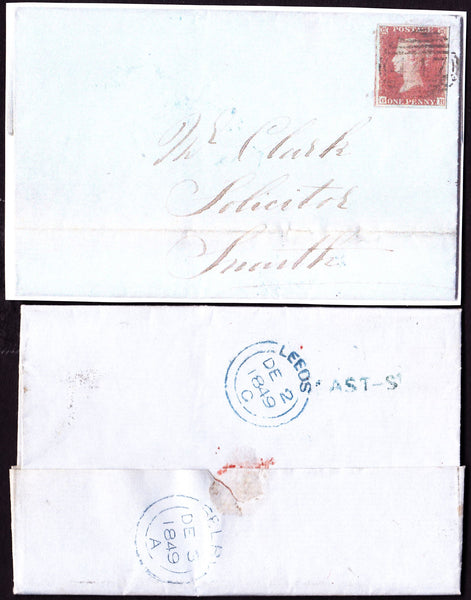 POSTAGE
ONE PENNY
Mr Clark
Solicitor
Snaith
LEEDS
DE 2
1849
C
AST-S
DE 3
1849
A